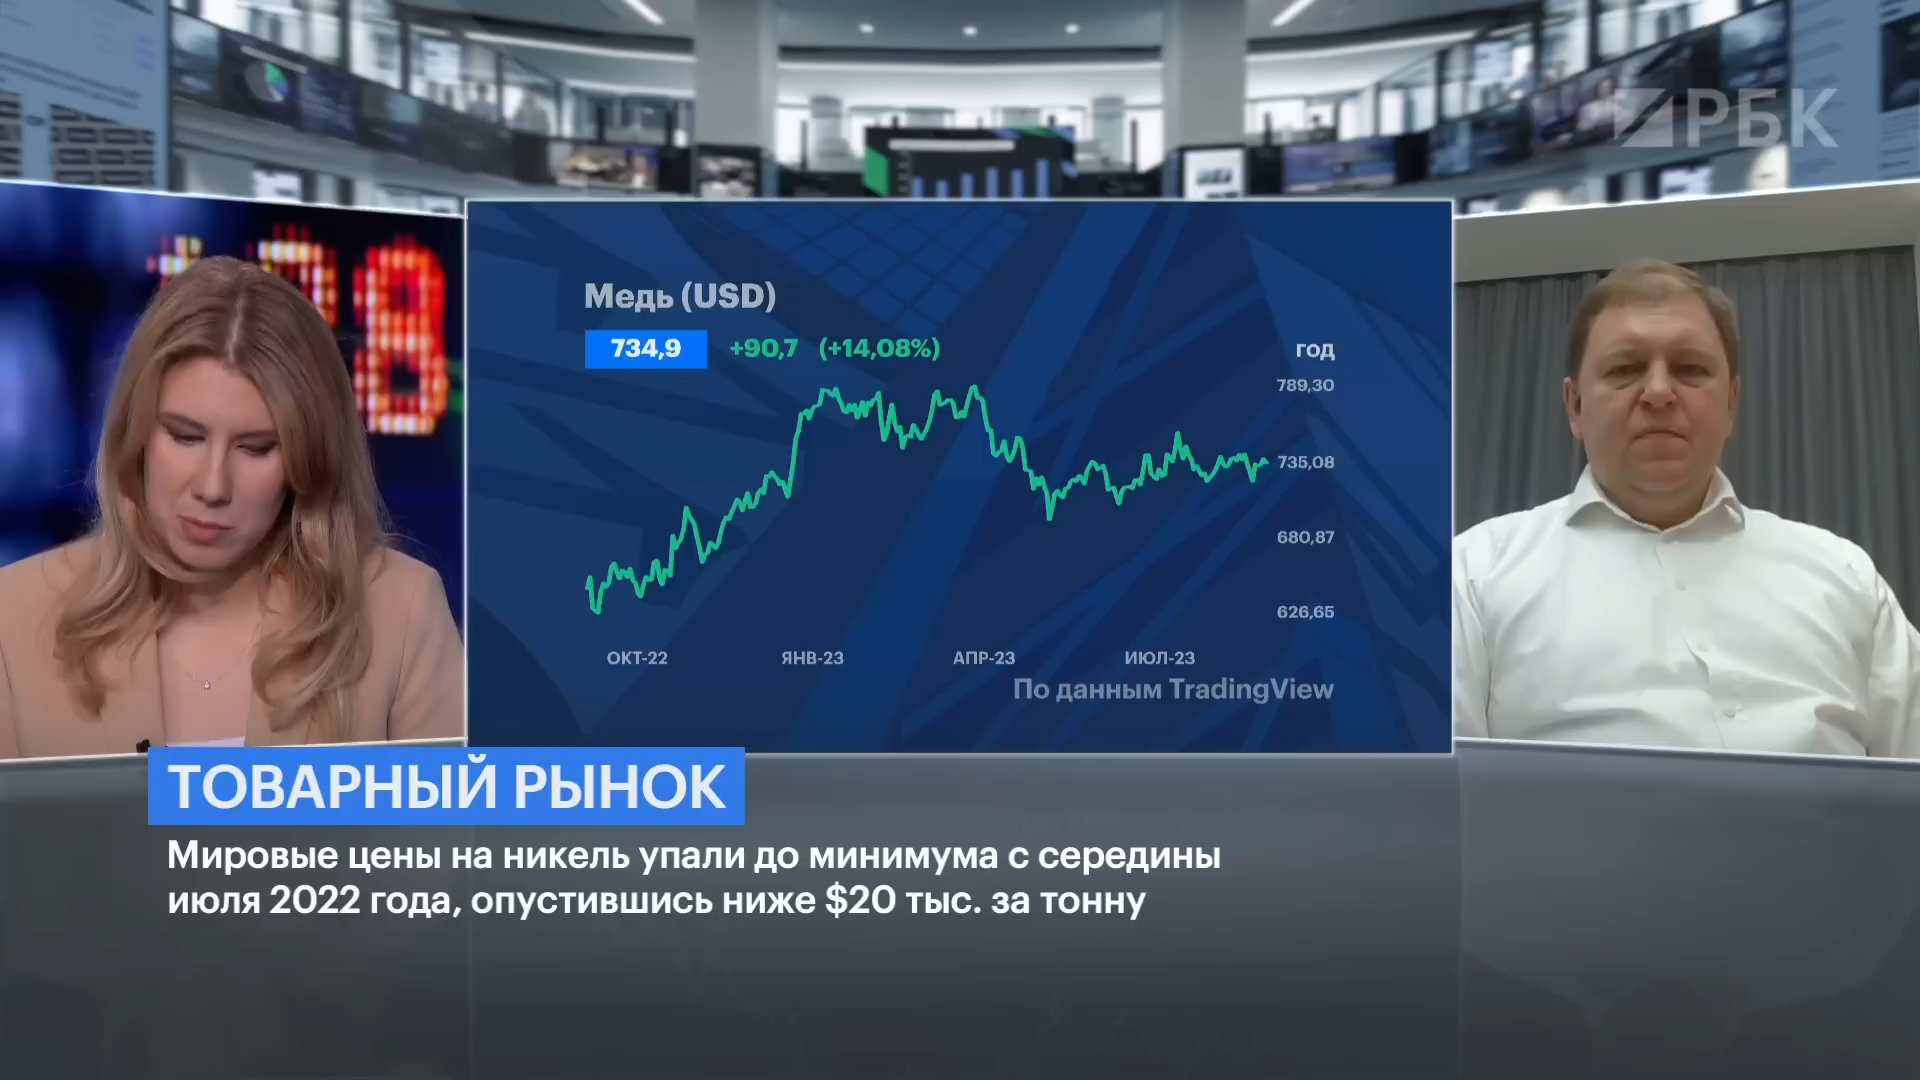 РБК
Медь (USD)
734,9 +90,7 (+14,08%)
год
789,30
735,08
680,87
626,65
ОКТ-22 ЯНВ-23 АПР-23 ИЮЛ-23
По данным TradingView
ТОВАРНЫЙ РЫНОК
Мировые цены на никель упали до минимума с середины
июля 2022 года, опустившись ниже $20 тыс. за тонну